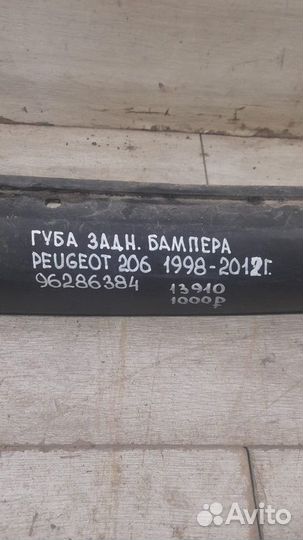 ГУБА ЗАДН. БАМПЕРА
PEUGEOT 206 1998-2012Г.
96286384 13910
1000р
Avito